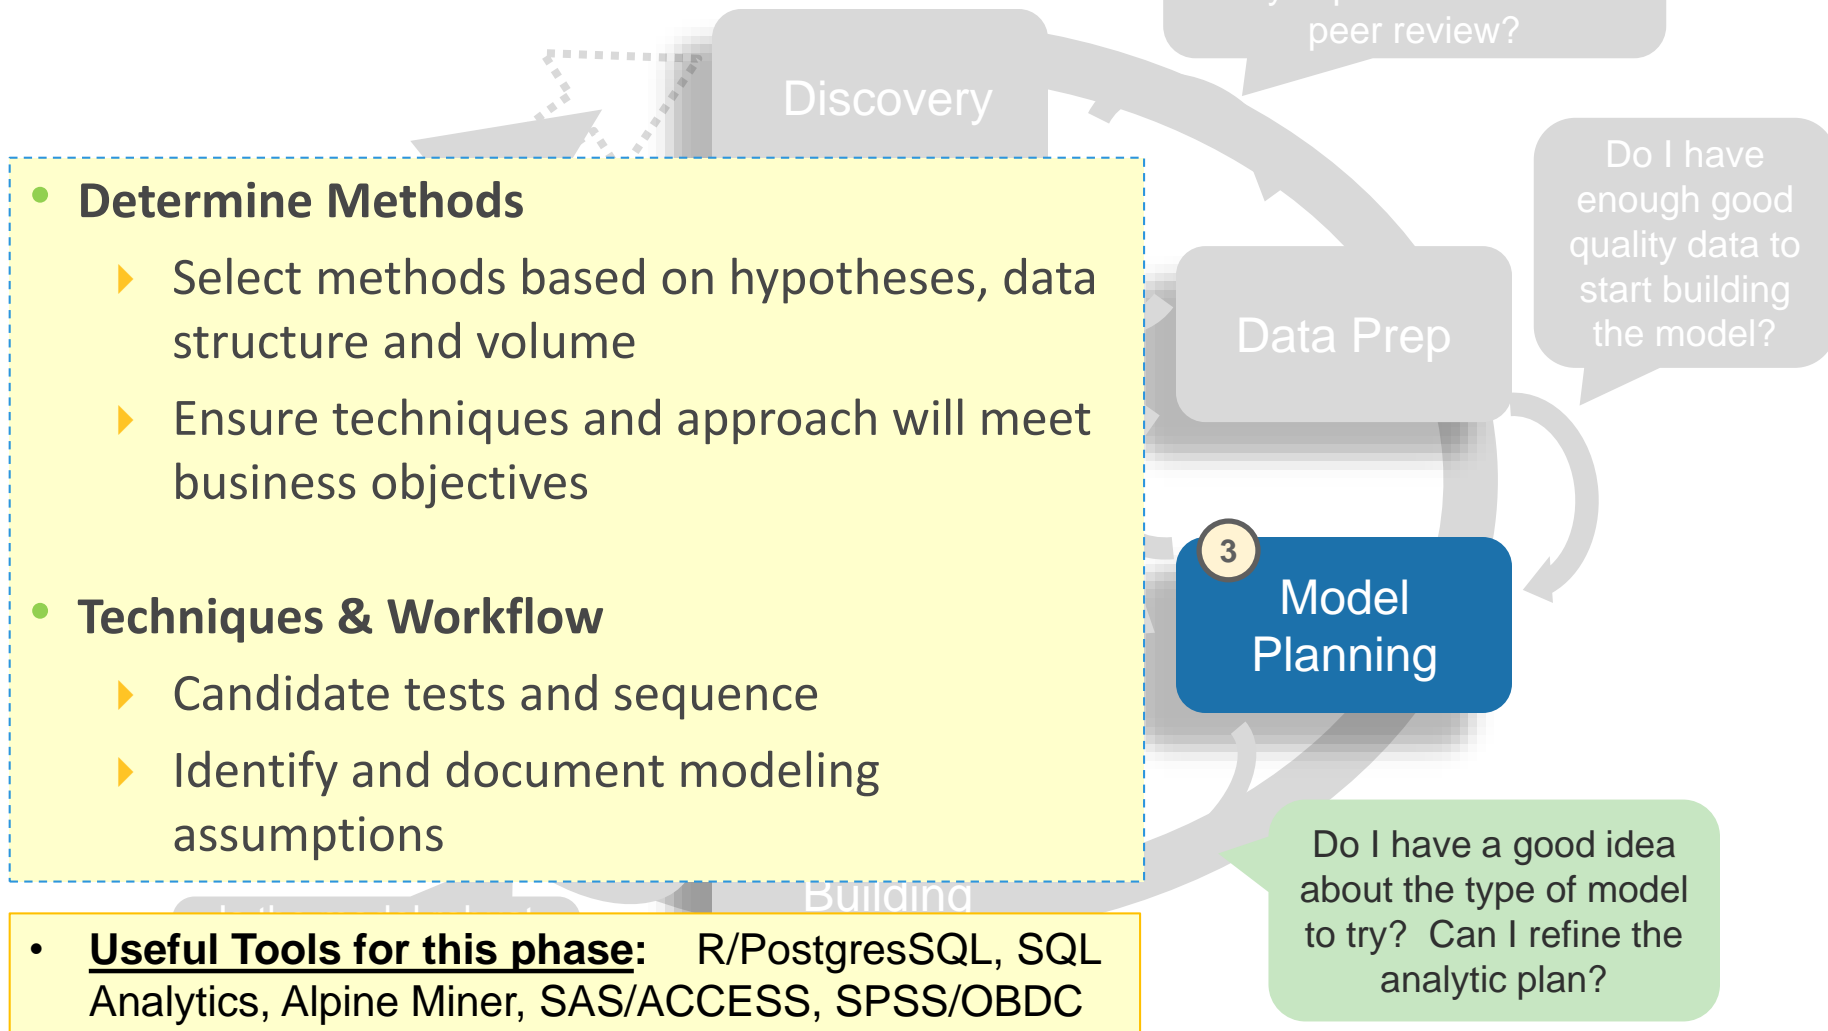 peer review?
Discovery
Do I have
enough good
quality data to
start building
the model?
Data Prep
• Determine Methods
Select methods based on hypotheses, data
structure and volume
Ensure techniques and approach will meet
business objectives
• Techniques & Workflow
Candidate tests and sequence
Identify and document modeling
assumptions
3
Model
Planning
Do I have a good idea
about the type of model
to try? Can I refine the
analytic plan?
Building
• Useful Tools for this phase: R/PostgresSQL, SQL
Analytics, Alpine Miner, SAS/ACCESS, SPSS/OBDC